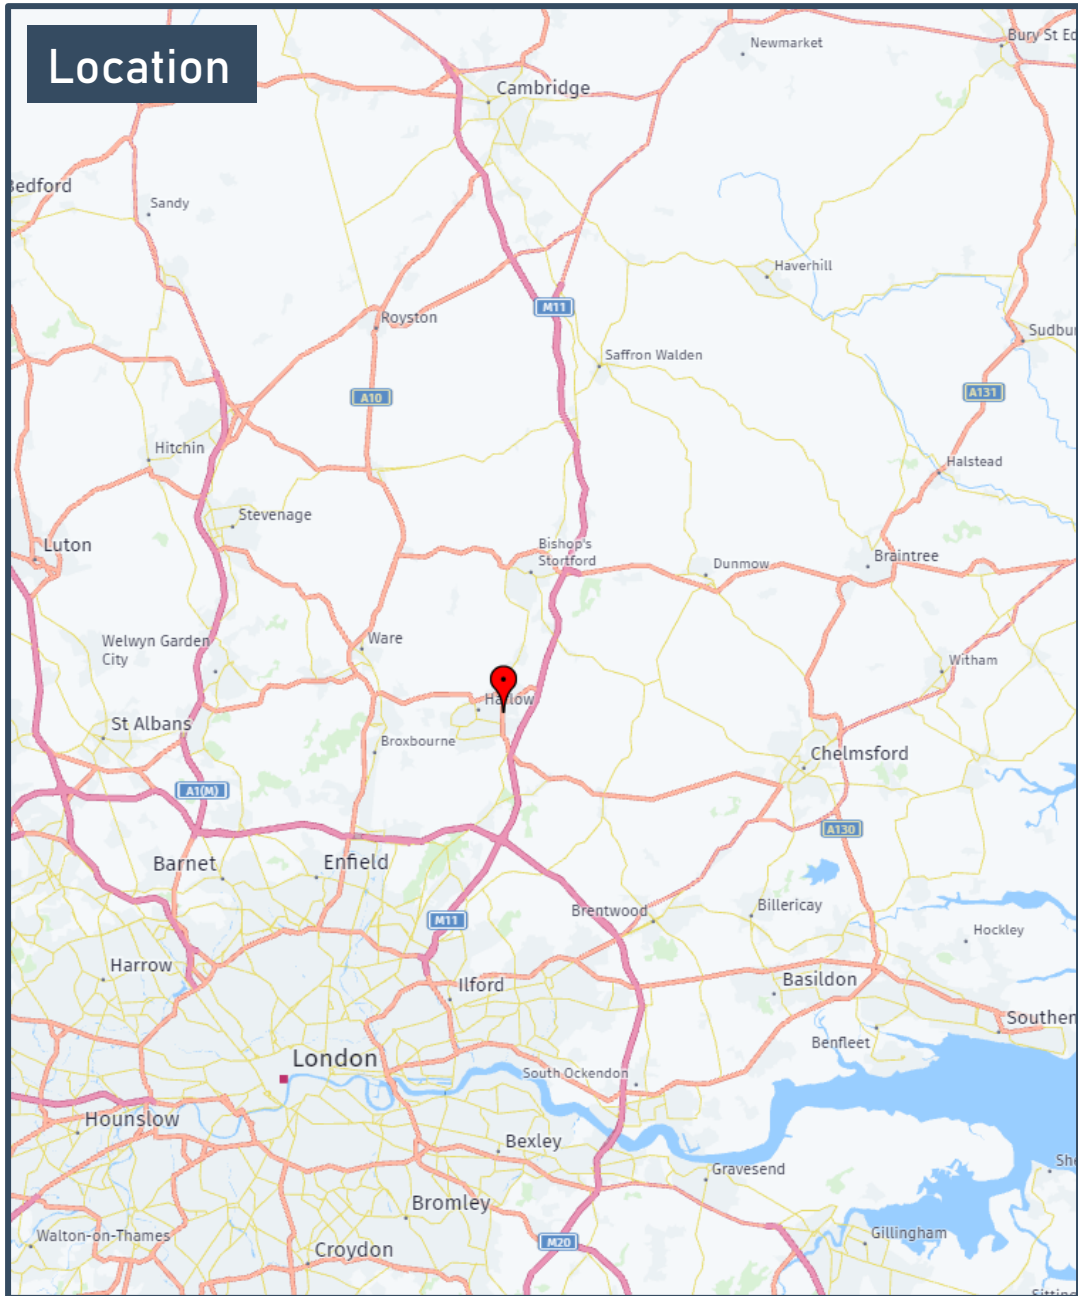 Location
Newmarket
Bury St Ed
Cambridge
Bedford
Sandy
Haverhill
M11
Royston
Sudbur
Saffron Walden
A10
A131
Hitchin
Halstead
Stevenage
Luton
Bishop's
Stortford
Braintree
Dunmow
Ware
Welwyn Garden
City
Witham
Harlow
St Albans
Broxbourne
Chelmsford
A1(M)
A130
Barnet
Enfield
Billericay
Brentwood
M11
Hockley
Harrow
Ilford
Basildon
Southen
Benfleet
London
South Ockendon
Hounslow
Bexley
She
Gravesend
Bromley
Walton-on-Thames
Gillingham
M20
Croydon
Sitting